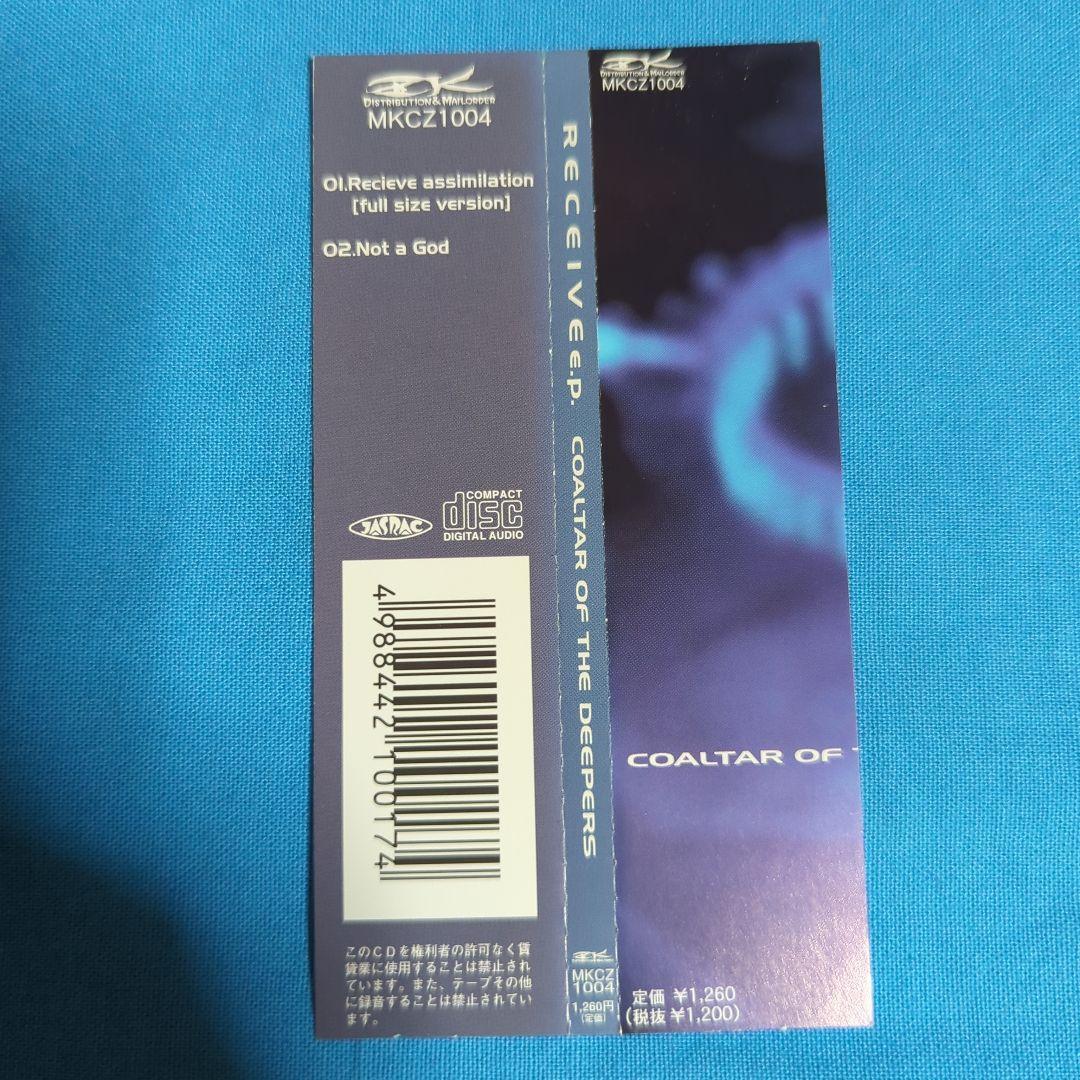 DISTRIBUTION & MAILORDER
MKCZ1004
01.Recieve assimilation
[full size version]
02.Not a God
JASRAC
COMPACT
disc
DIGITAL AUDIO
4988442100174
このCDを権利者の許可なく賃
貸業に使用することは禁止され
ています。また、テープその他
に録音することは禁止されてい
ます。
RECEIVE e.p. COALTAR OF THE DEEPERS
MKCZ
1004
1,260円
(定価)
DISTRIBUTION & MAILORDER
MKCZ1004
COALTAR OF
定価 ¥1,260
(税抜 ¥1,200)